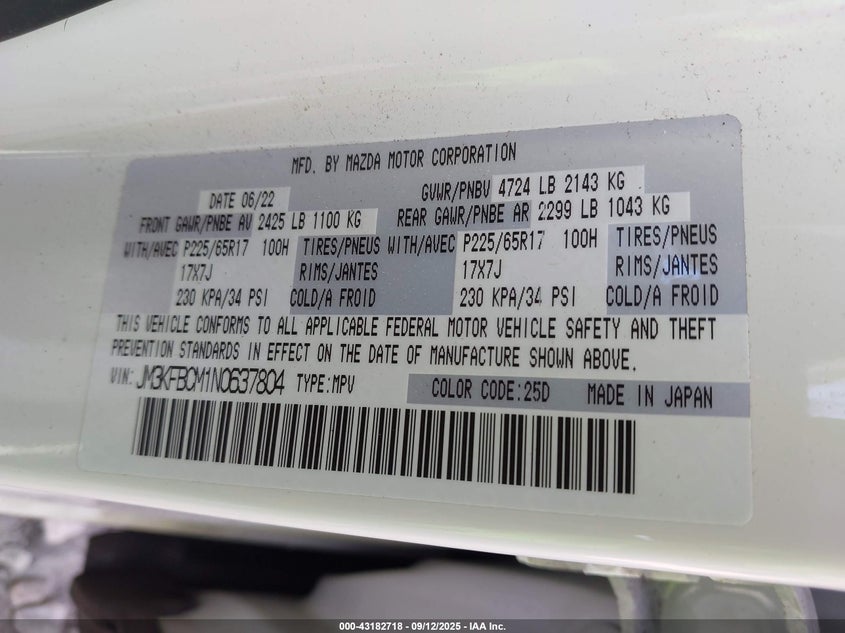 MFD. BY MAZDA MOTOR CORPORATION
DATE 06/22 GVWR/PNBV 4724 LB 2143 KG
FRONT GAWR/PNBE AV 2425 LB 1100 KG REAR GAWR/PNBE AR 2299 LB 1043 KG
WITH/AVEC P225/65R17 100H TIRES/PNEUS WITH/AVEC P225/65R17 100H TIRES/PNEUS
17X7J RIMS/JANTES 17X7J RIMS/JANTES
230 KPA/34 PSI COLD/A FROID 230 KPA/34 PSI COLD/A FROID
THIS VEHICLE CONFORMS TO ALL APPLICABLE FEDERAL MOTOR VEHICLE SAFETY AND THEFT
PREVENTION STANDARDS IN EFFECT ON THE DATE OF MANUFACTURE SHOWN ABOVE.
VIN: JM3KFBCM1N0637804 TYPE:MPV COLOR CODE:25D MADE IN JAPAN
000-43182718 - 09/12/2025 - IAA Inc.